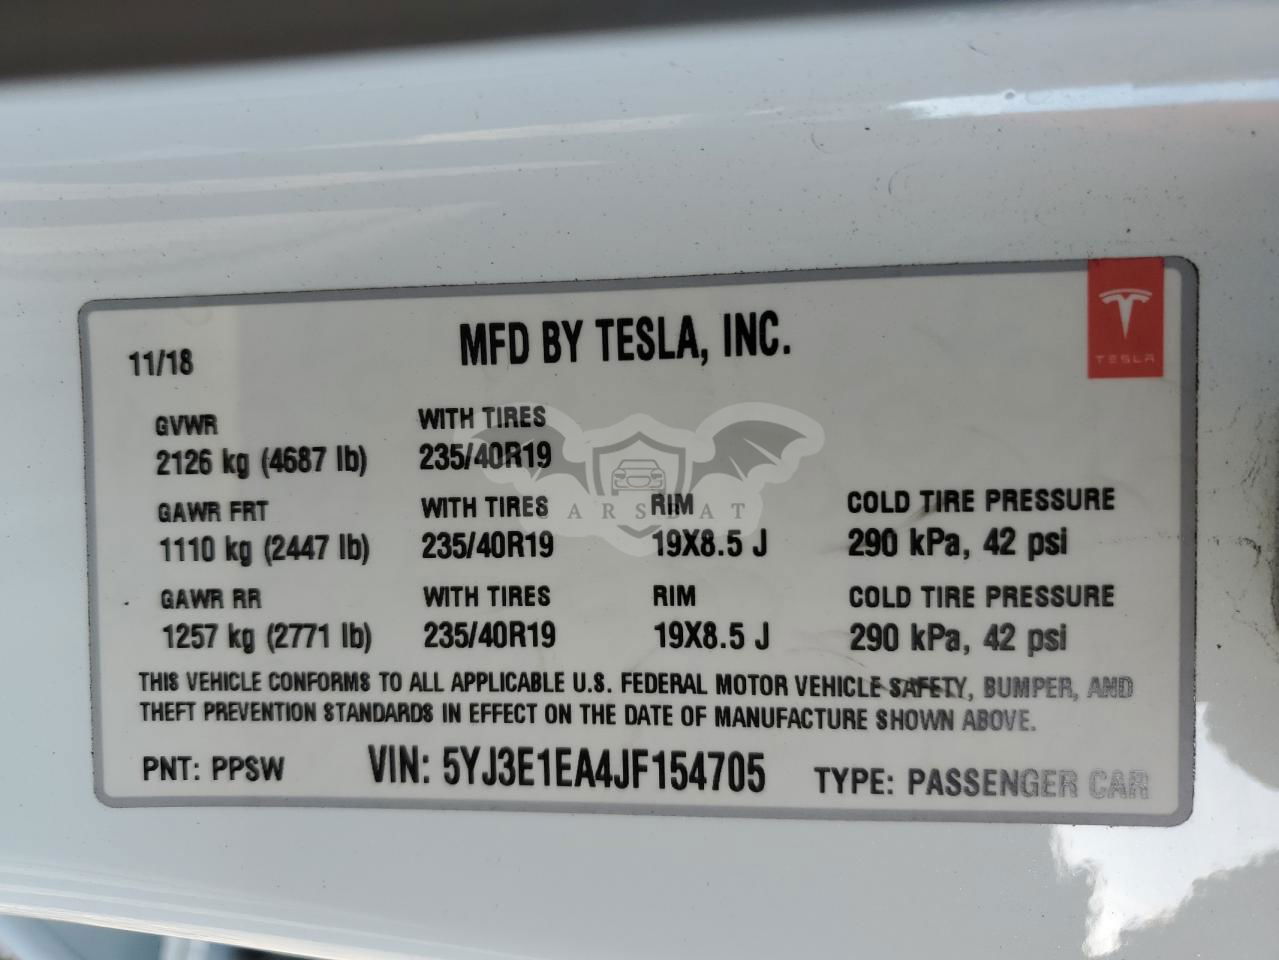 MFD BY TESLA, INC.
TESLA
11/18
GVWR WITH TIRES
2126 kg (4687 lb) 235/40R19
GAWR FRT WITH TIRES RIM COLD TIRE PRESSURE
1110 kg (2447 lb) 235/40R19 19X8.5 J 290 kPa, 42 psi
GAWR RR WITH TIRES RIM COLD TIRE PRESSURE
1257 kg (2771 lb) 235/40R19 19X8.5 J 290 kPa, 42 psi
THIS VEHICLE CONFORMS TO ALL APPLICABLE U.S. FEDERAL MOTOR VEHICLE SAFETY, BUMPER, AND
THEFT PREVENTION STANDARDS IN EFFECT ON THE DATE OF MANUFACTURE SHOWN ABOVE.
PNT: PPSW VIN: 5YJ3E1EA4JF154705 TYPE: PASSENGER CAR